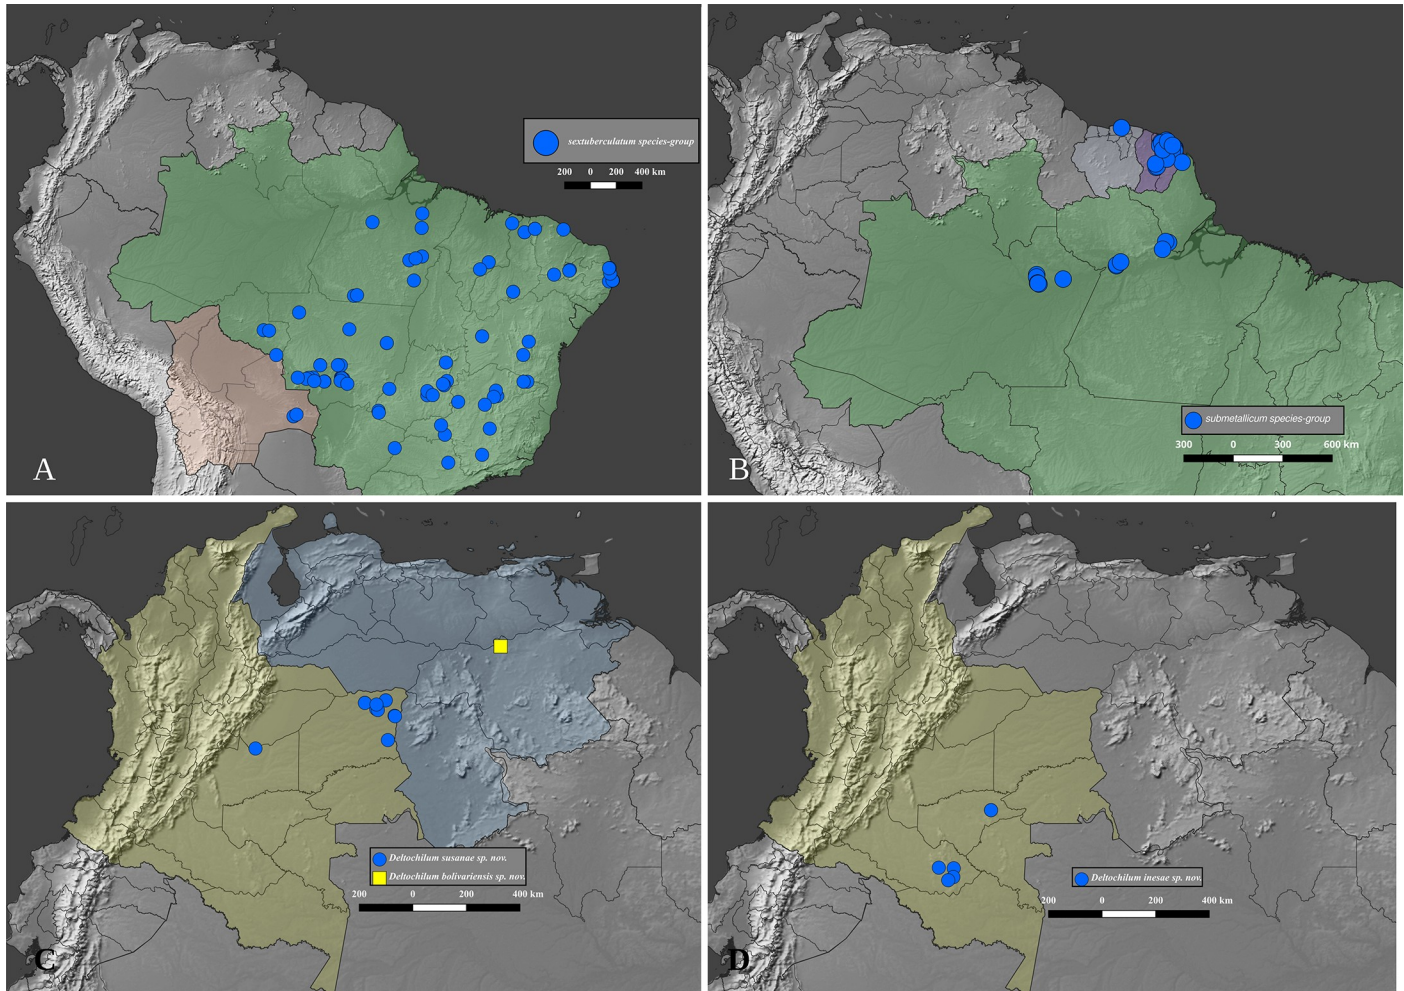 sextuberculatum species-group
200 0 200 400 km
A
submetallicum species-group
300 0 300 600 km
B
Deltochilum susanae sp. nov.
Deltochilum bolivariensis sp. nov.
200 0 200 400 km
C
Deltochilum inesae sp. nov.
200 0 200 400 km
D